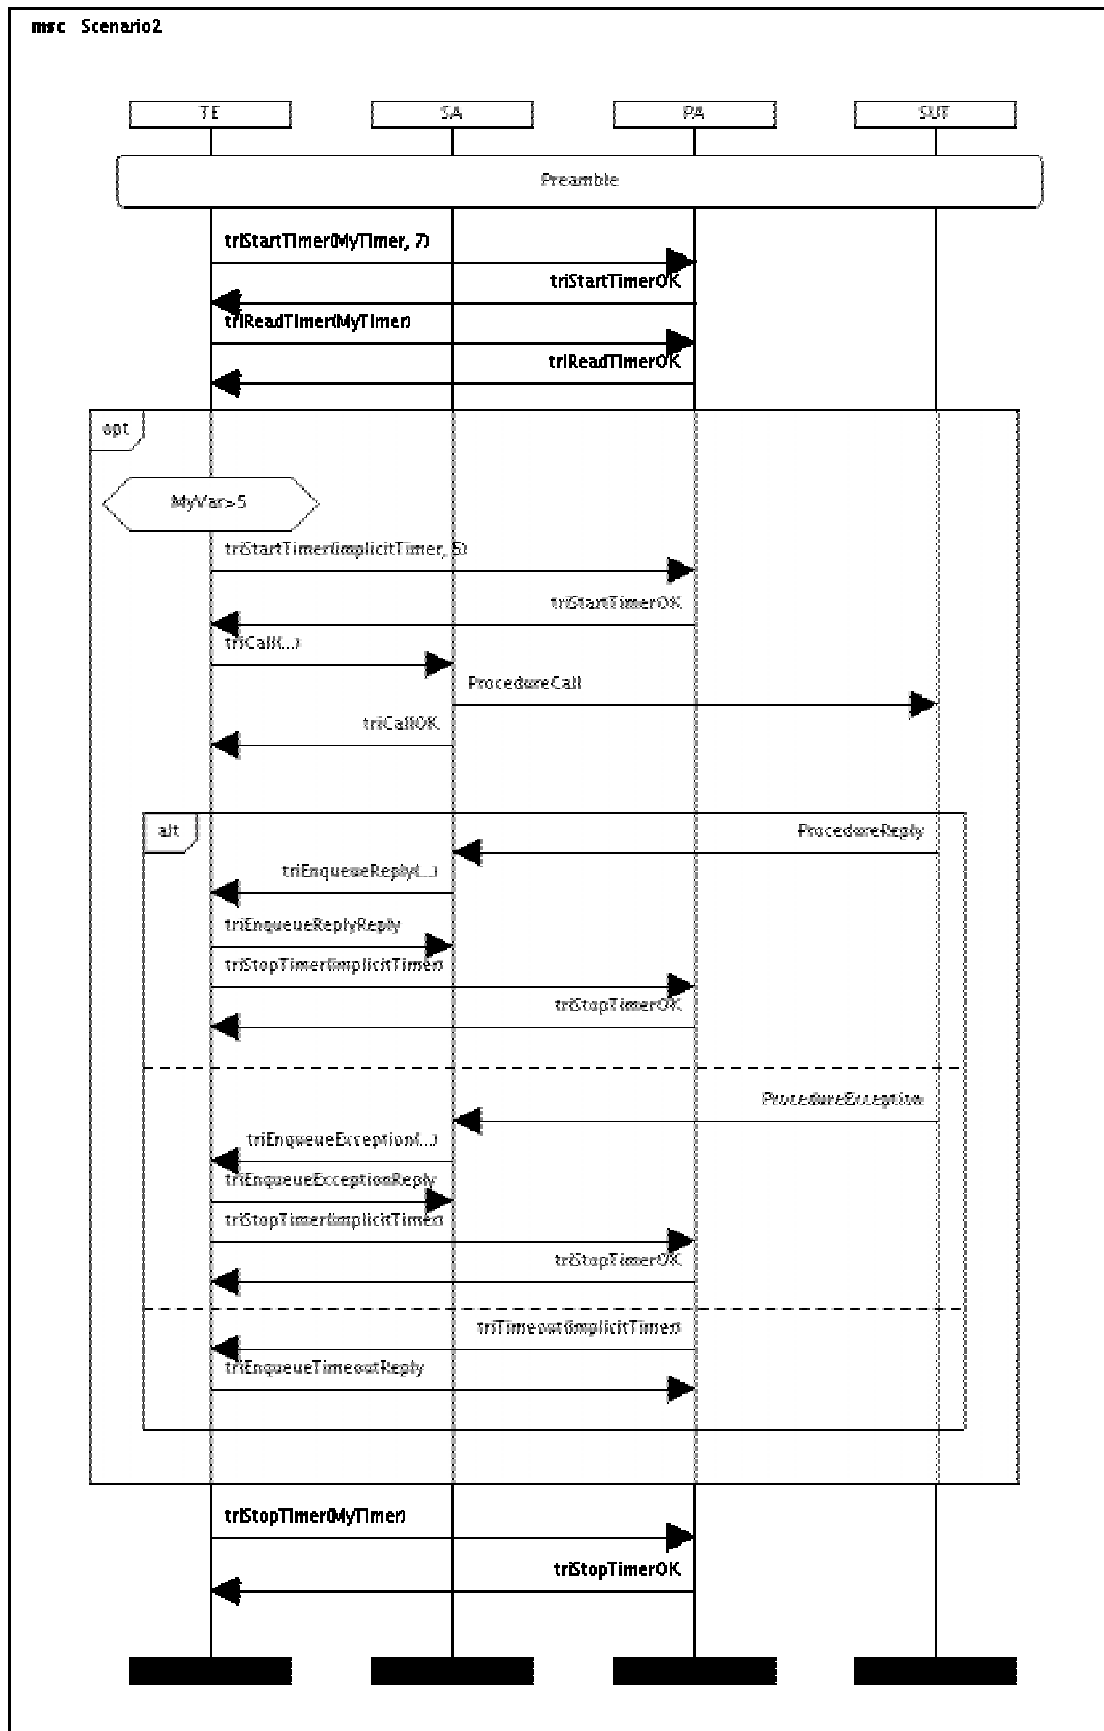 msc Scenario2
TE SA PA SUT
Preamble
triStartTimer(MyTimer, 7)
triStartTimerOK
triReadTimer(MyTimer)
triReadTimerOK
opt
MyVar>5
triStartTimer(implicitTimer, 5)
triStartTimerOK
triCall(...)
ProcedureCall
triCallOK
alt
ProcedureReply
triEnqueueReply(...)
triEnqueueReplyReply
triStopTimer(implicitTimer)
triStopTimerOK
ProcedureException
triEnqueueException(...)
triEnqueueExceptionReply
triStopTimer(implicitTimer)
triStopTimerOK
triTimeout(implicitTimer)
triEnqueueTimeoutReply
triStopTimer(MyTimer)
triStopTimerOK